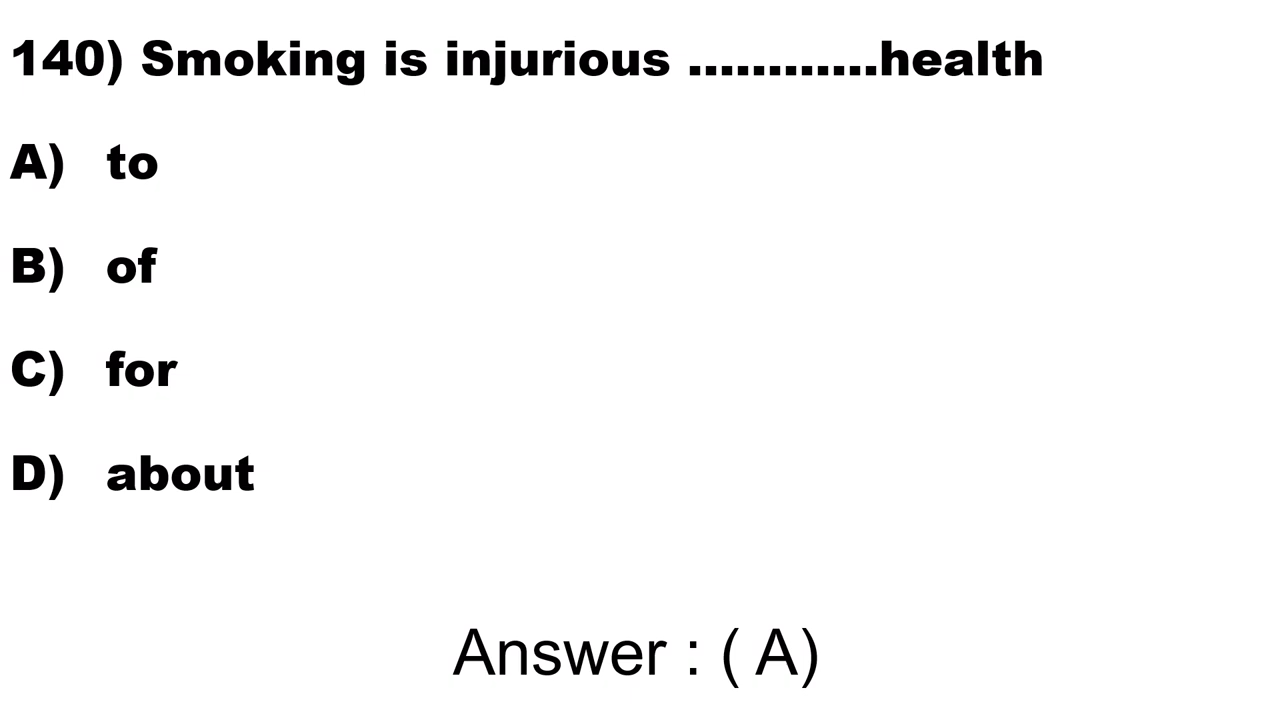 140) Smoking is injurious ............health
A) to
B) of
C) for
D) about
Answer : ( A)